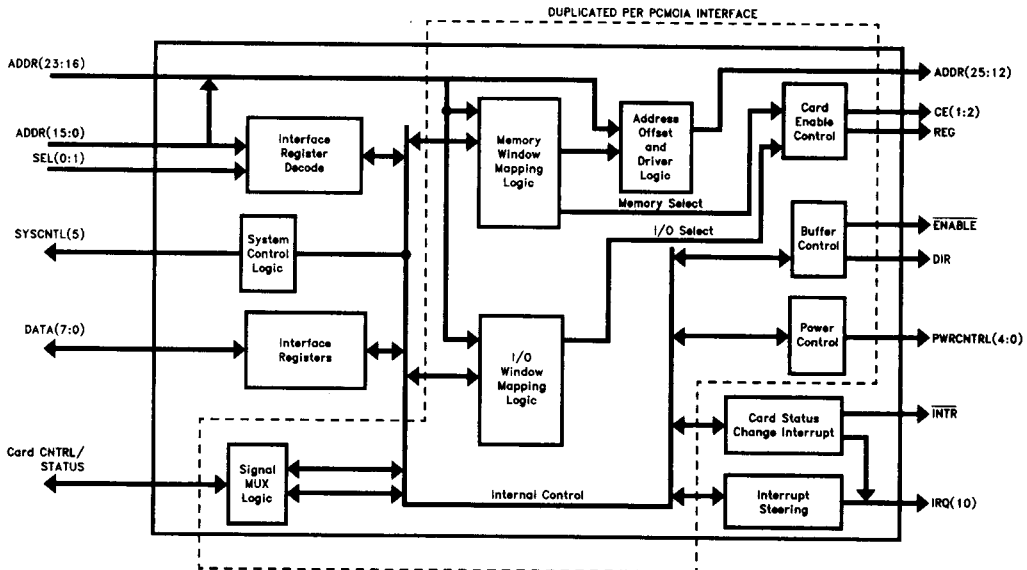 DUPLICATED PER PCMCIA INTERFACE
ADDR(23:16)
ADDR(15:0)
SEL(0:1)
SYSCNTL(5)
DATA(7:0)
Card CNTRL/
STATUS
Interface
Register
Decode
System
Control
Logic
Interface
Registers
Signal
MUX
Logic
Memory
Window
Mapping
Logic
Address
Offset
and
Driver
Logic
Card
Enable
Control
Memory Select
I/O Select
I/O
Window
Mapping
Logic
Buffer
Control
Power
Control
Card Status
Change Interrupt
Interrupt
Steering
Internal Control
ADDR(25:12)
CE(1:2)
REG
ENABLE
DIR
PWRCNTRL(4:0)
INTR
IRQ(10)